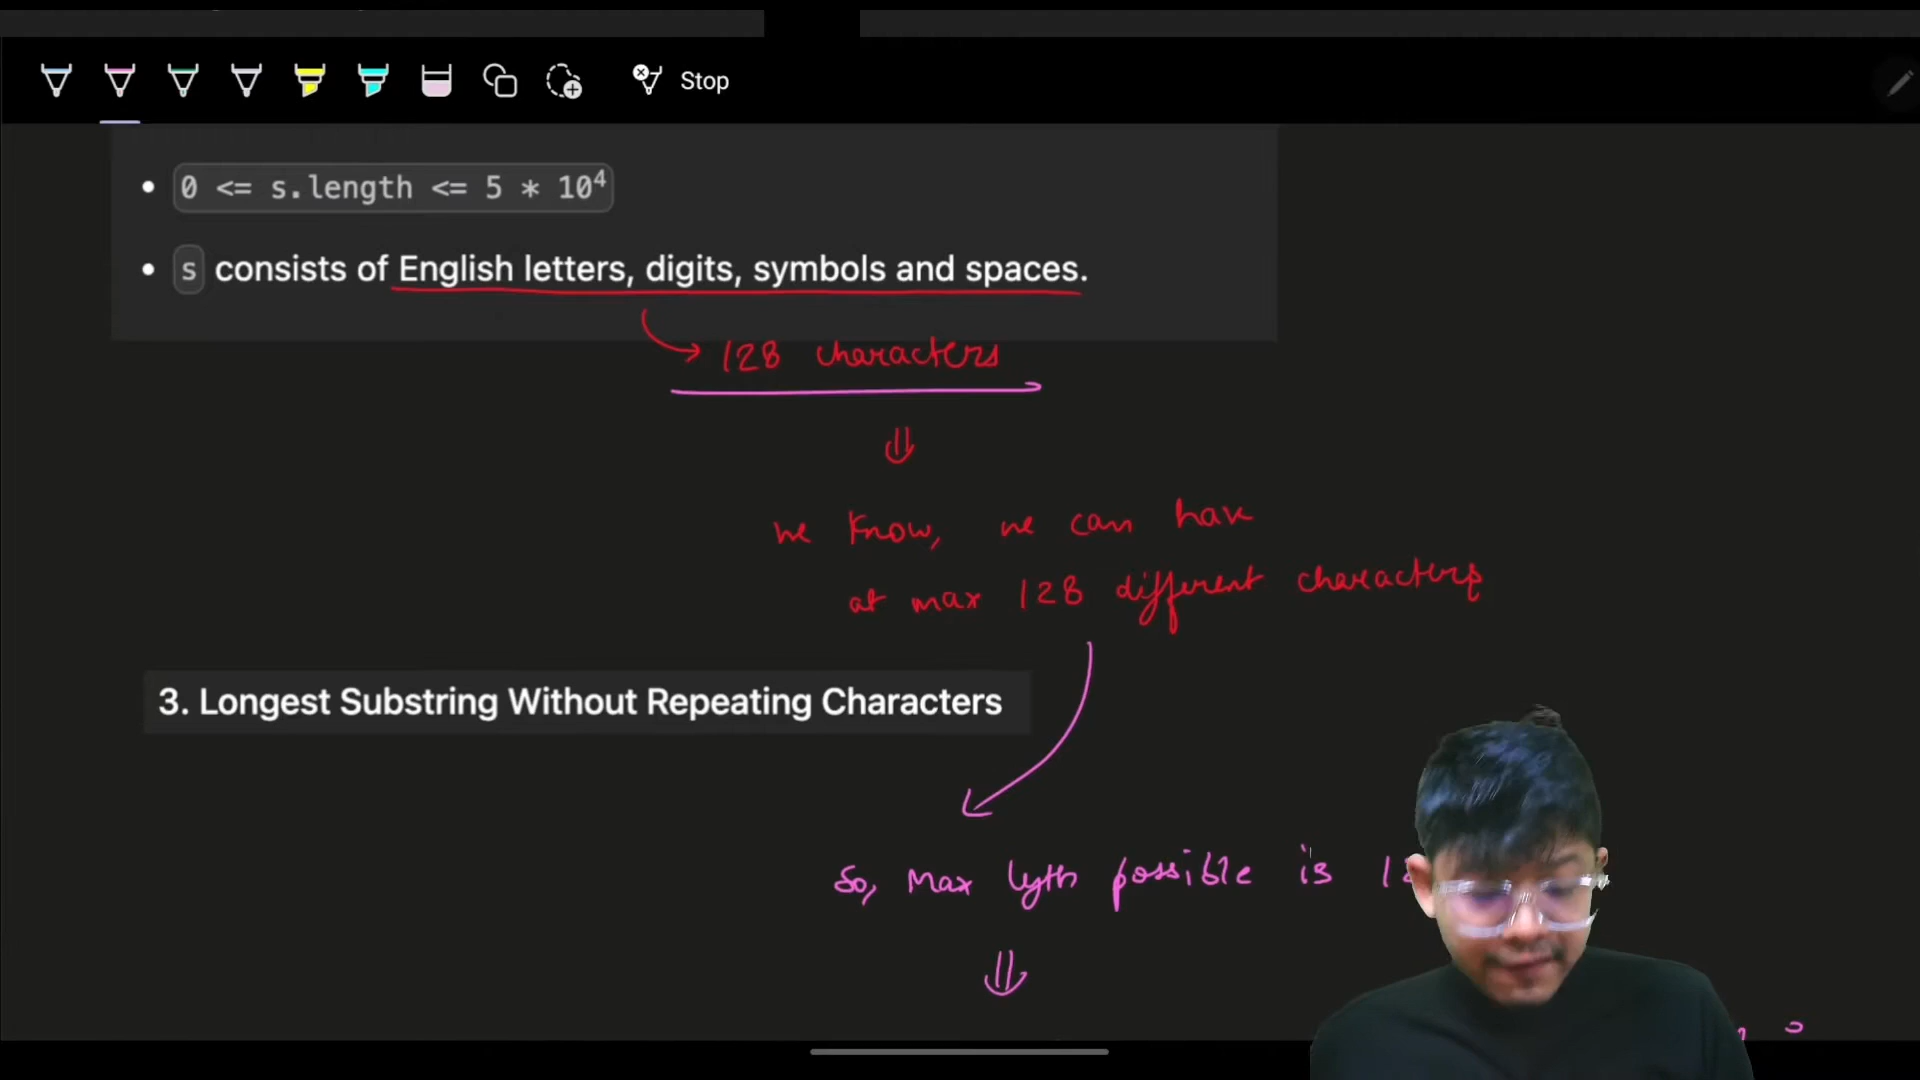 Stop
0 <= s.length <= 5 * 10⁴
s consists of English letters, digits, symbols and spaces.
128 characters
we know, we can have
at max 128 different characters
3. Longest Substring Without Repeating Characters
So, max lgth possible is